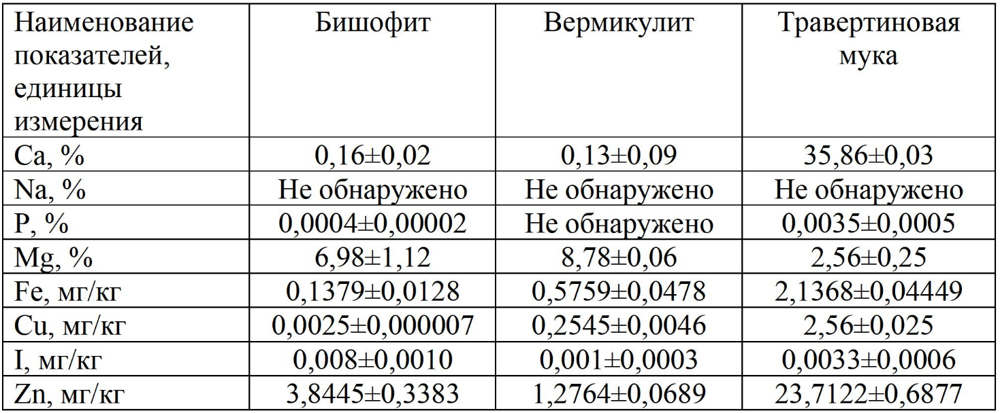 Наименование показателей, единицы измерения | Бишофит | Вермикулит | Травертиновая мука
Ca, % | 0,16±0,02 | 0,13±0,09 | 35,86±0,03
Na, % | Не обнаружено | Не обнаружено | Не обнаружено
P, % | 0,0004±0,00002 | Не обнаружено | 0,0035±0,0005
Mg, % | 6,98±1,12 | 8,78±0,06 | 2,56±0,25
Fe, мг/кг | 0,1379±0,0128 | 0,5759±0,0478 | 2,1368±0,04449
Cu, мг/кг | 0,0025±0,000007 | 0,2545±0,0046 | 2,56±0,025
I, мг/кг | 0,008±0,0010 | 0,001±0,0003 | 0,0033±0,0006
Zn, мг/кг | 3,8445±0,3383 | 1,2764±0,0689 | 23,7122±0,6877